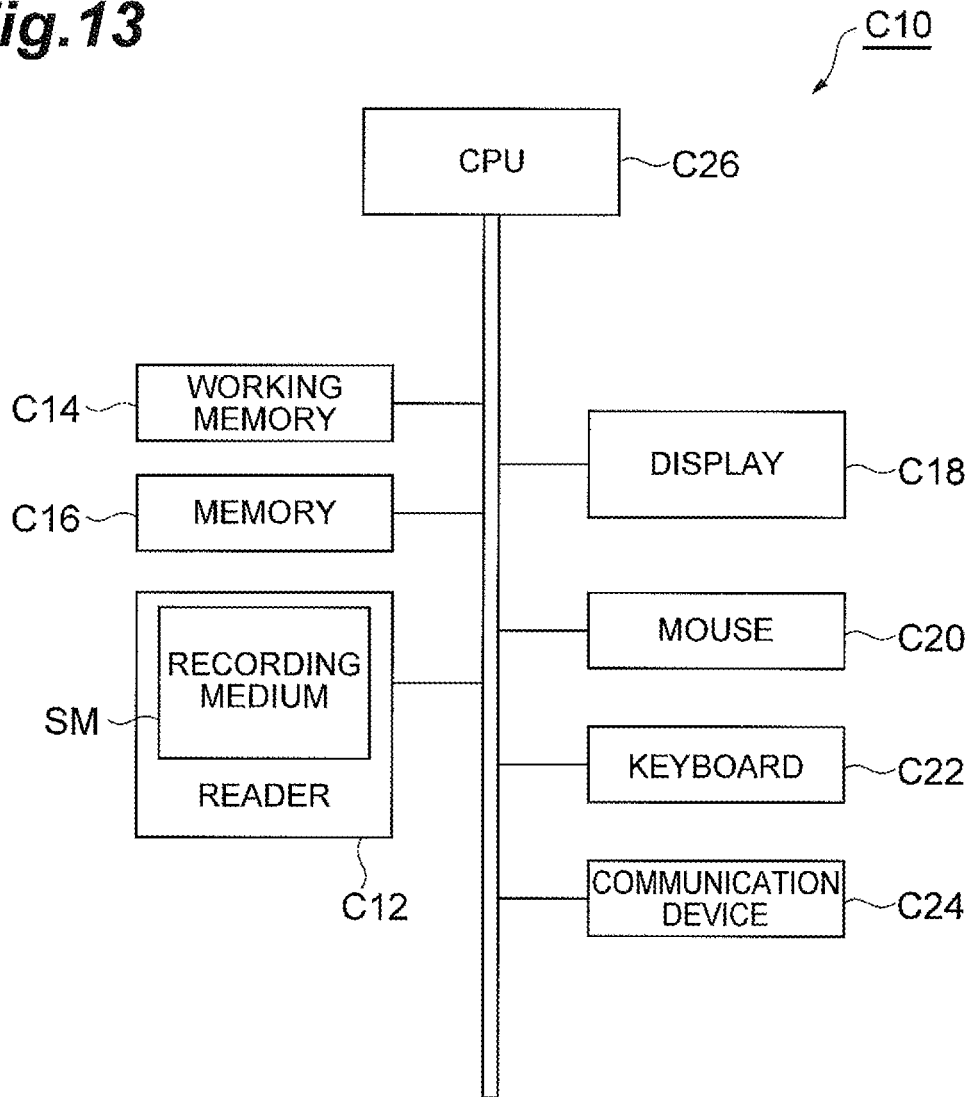 ig.13
C10
CPU
C26
WORKING
MEMORY
C14
MEMORY
C16
RECORDING
MEDIUM
SM
READER
C12
DISPLAY
C18
MOUSE
C20
KEYBOARD
C22
COMMUNICATION
DEVICE
C24